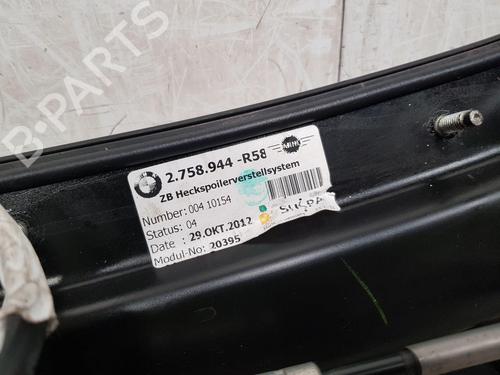 B-PARTS
2.758.944 -R58
ZB Heckspoilerverstellsystem
Number: 004 10154
Status: 04
Date : 29.OKT.2012
Modul-No: 20395